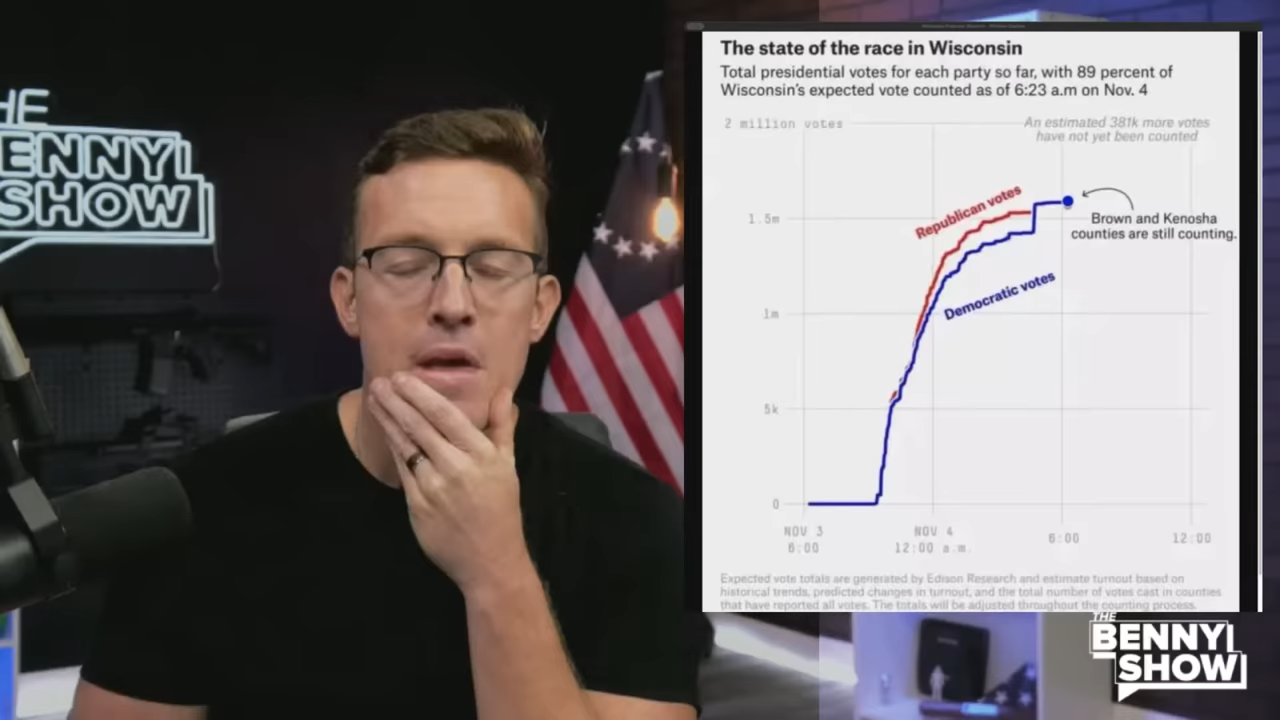 THE
BENNY
SHOW
The state of the race in Wisconsin
Total presidential votes for each party so far, with 89 percent of
Wisconsin's expected vote counted as of 6:23 a.m on Nov. 4
2 million votes
An estimated 381k more votes
have not yet been counted
Republican votes
1.5m
Brown and Kenosha
counties are still counting.
Democratic votes
1m
5k
0
NOV 3
6:00
NOV 4
12:00 a.m.
6:00
12:00
Expected vote totals are generated by Edison Research and estimate turnout based on
historical trends, predicted changes in turnout, and the total number of votes cast in counties
that have reported all votes. The totals will be adjusted throughout the counting process.
THE
BENNY
SHOW